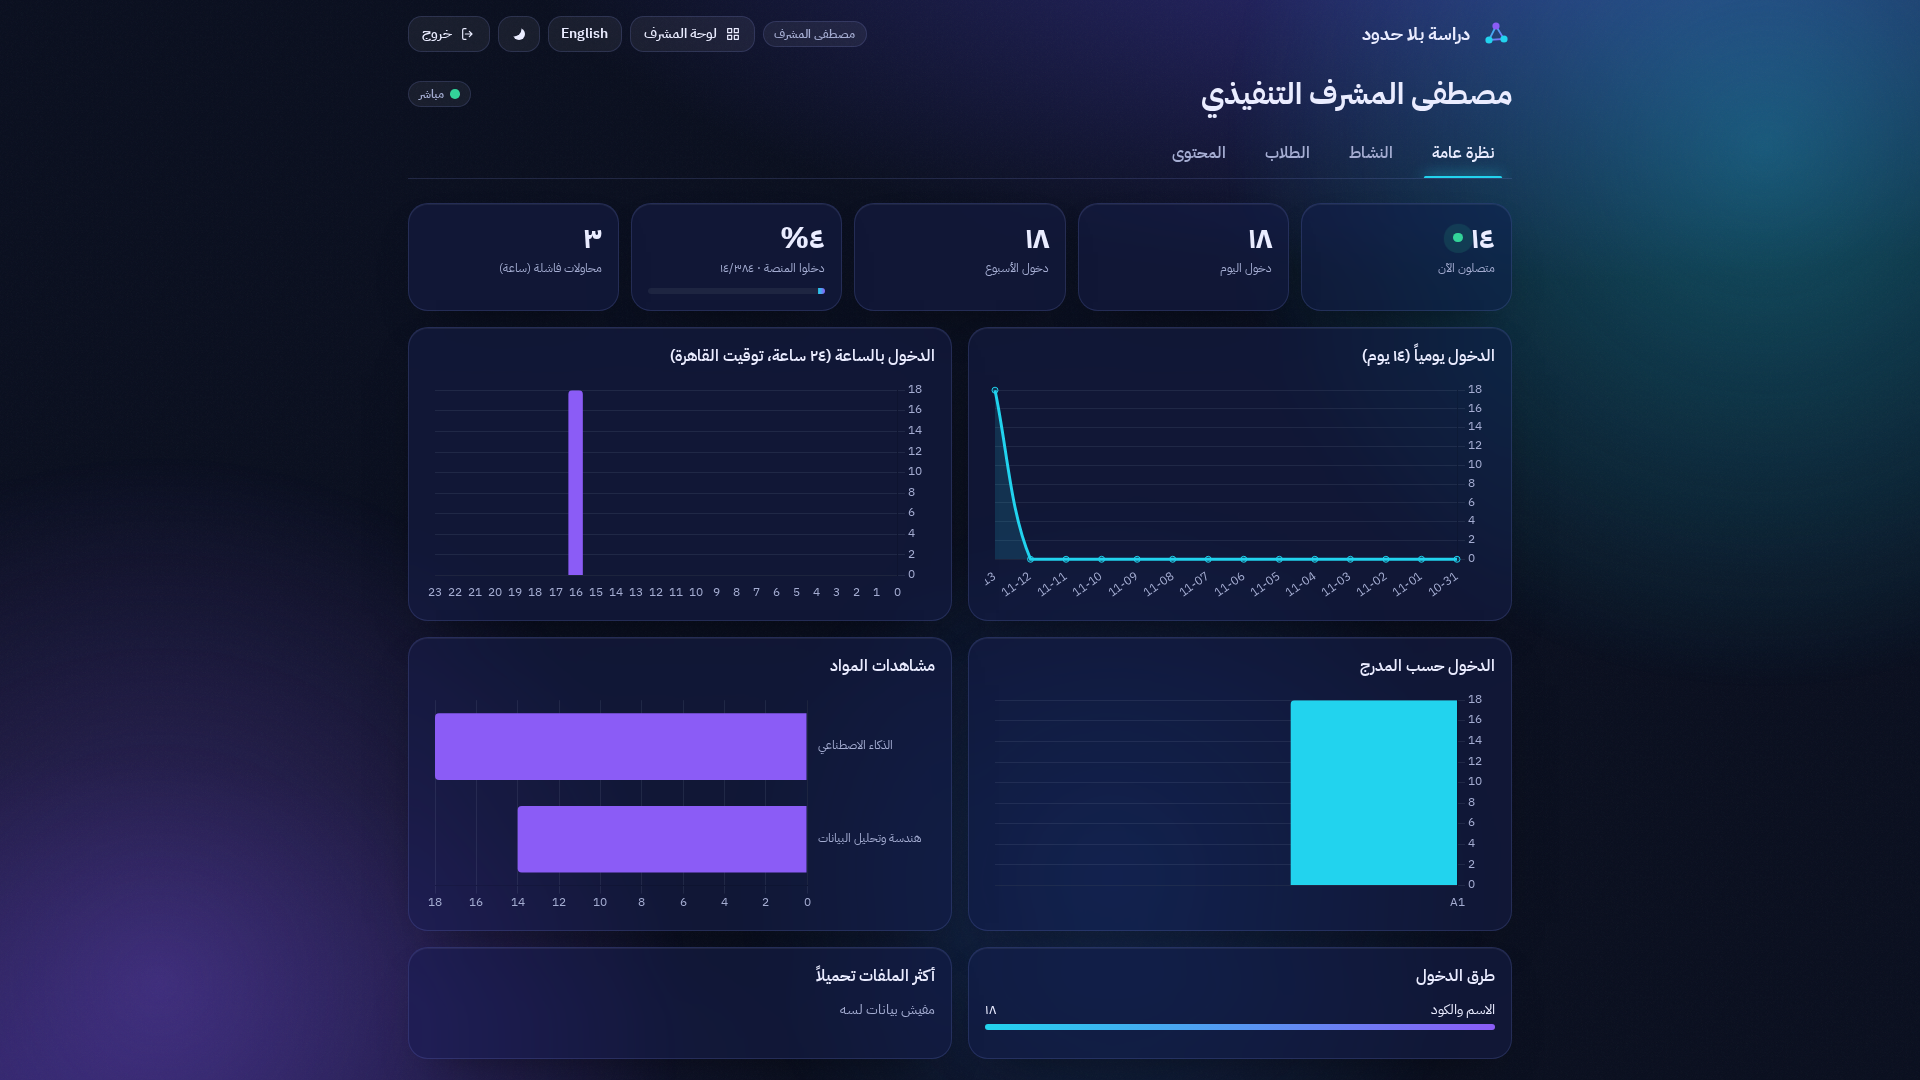 دراسة بلا حدود
مصطفى المشرف
لوحة المشرف
English
خروج
مصطفى المشرف التنفيذي
مباشر
نظرة عامة
النشاط
الطلاب
المحتوى
١٤
متصلون الآن
١٨
دخول اليوم
١٨
دخول الأسبوع
٤%
دخلوا المنصة · ١٤/٣٨٤
٣
محاولات فاشلة (ساعة)
الدخول يومياً (١٤ يوم)
18
16
14
12
10
8
6
4
2
0
10-31 11-01 11-02 11-03 11-04 11-05 11-06 11-07 11-08 11-09 11-10 11-11 11-12
الدخول بالساعة (٢٤ ساعة، توقيت القاهرة)
18
16
14
12
10
8
6
4
2
0
0 1 2 3 4 5 6 7 8 9 10 11 12 13 14 15 16 17 18 19 20 21 22 23
الدخول حسب المدرج
18
16
14
12
10
8
6
4
2
0
A1
مشاهدات المواد
الذكاء الاصطناعي
هندسة وتحليل البيانات
0 2 4 6 8 10 12 14 16 18
طرق الدخول
الاسم والكود
١٨
أكثر الملفات تحميلاً
مفيش بيانات لسه